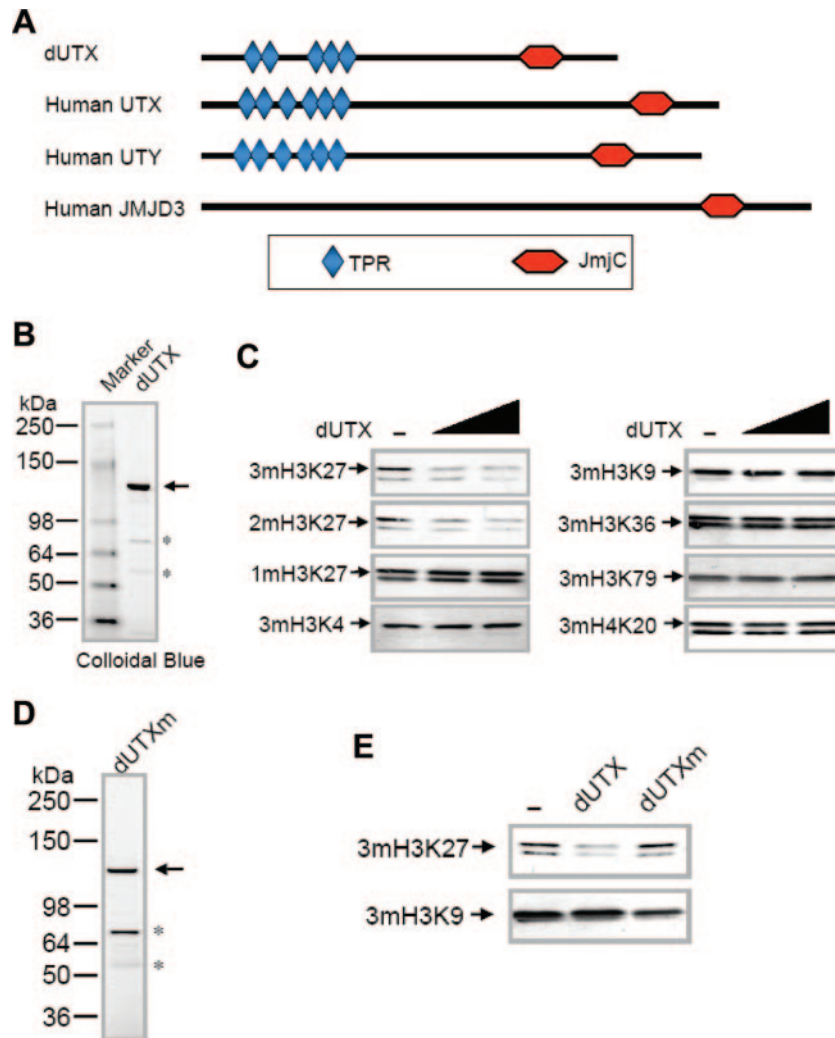 A
dUTX
Human UTX
Human UTY
Human JMJD3
TPR
JmjC
B
Marker
dUTX
kDa
250
150
98
64
50
36
*
*
Colloidal Blue
C
dUTX
–
3mH3K27
2mH3K27
1mH3K27
3mH3K4
dUTX
–
3mH3K9
3mH3K36
3mH3K79
3mH4K20
D
dUTXm
kDa
250
150
98
64
50
36
*
*
E
– dUTX dUTXm
3mH3K27
3mH3K9